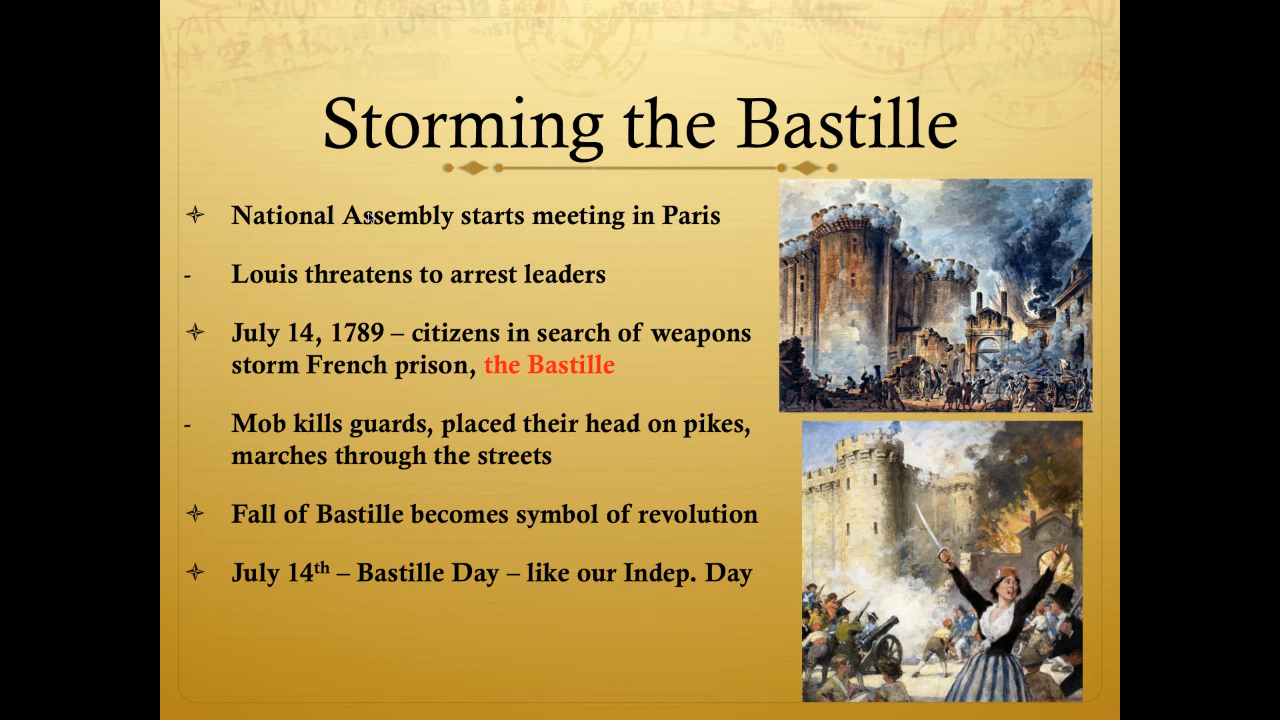 Storming the Bastille
National Assembly starts meeting in Paris
- Louis threatens to arrest leaders
July 14, 1789 – citizens in search of weapons
storm French prison, the Bastille
- Mob kills guards, placed their head on pikes,
marches through the streets
Fall of Bastille becomes symbol of revolution
July 14th – Bastille Day – like our Indep. Day